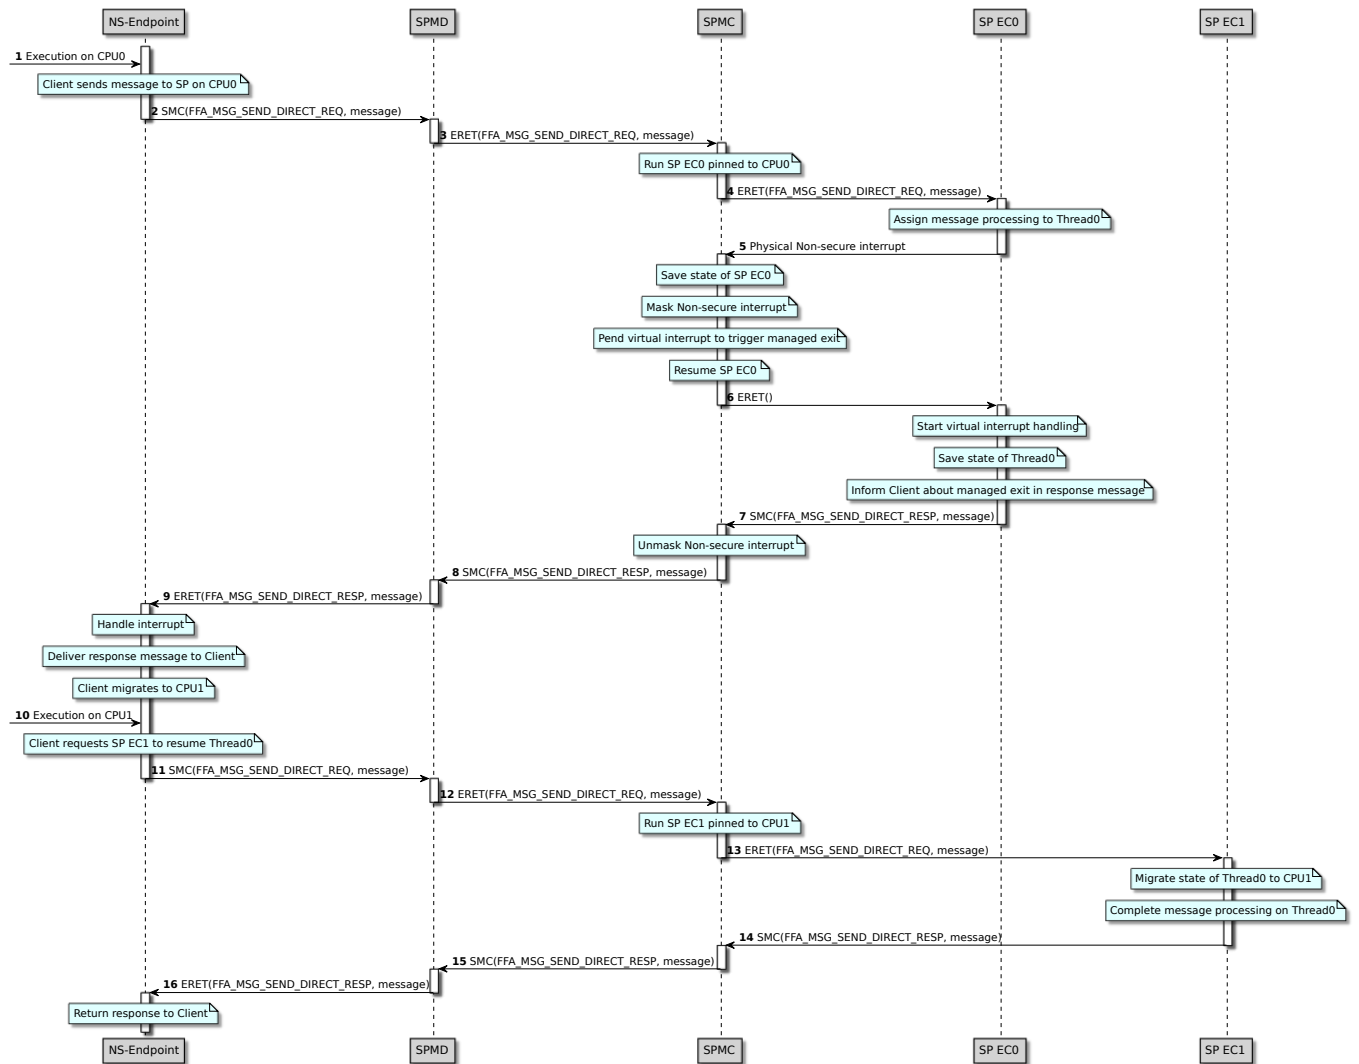 NS-Endpoint SPMD SPMC SP EC0 SP EC1
1 Execution on CPU0
Client sends message to SP on CPU0
2 SMC(FFA_MSG_SEND_DIRECT_REQ, message)
3 ERET(FFA_MSG_SEND_DIRECT_REQ, message)
Run SP EC0 pinned to CPU0
4 ERET(FFA_MSG_SEND_DIRECT_REQ, message)
Assign message processing to Thread0
5 Physical Non-secure interrupt
Save state of SP EC0
Mask Non-secure interrupt
Pend virtual interrupt to trigger managed exit
Resume SP EC0
6 ERET()
Start virtual interrupt handling
Save state of Thread0
Inform Client about managed exit in response message
7 SMC(FFA_MSG_SEND_DIRECT_RESP, message)
Unmask Non-secure interrupt
8 SMC(FFA_MSG_SEND_DIRECT_RESP, message)
9 ERET(FFA_MSG_SEND_DIRECT_RESP, message)
Handle interrupt
Deliver response message to Client
Client migrates to CPU1
10 Execution on CPU1
Client requests SP EC1 to resume Thread0
11 SMC(FFA_MSG_SEND_DIRECT_REQ, message)
12 ERET(FFA_MSG_SEND_DIRECT_REQ, message)
Run SP EC1 pinned to CPU1
13 ERET(FFA_MSG_SEND_DIRECT_REQ, message)
Migrate state of Thread0 to CPU1
Complete message processing on Thread0
14 SMC(FFA_MSG_SEND_DIRECT_RESP, message)
15 SMC(FFA_MSG_SEND_DIRECT_RESP, message)
16 ERET(FFA_MSG_SEND_DIRECT_RESP, message)
Return response to Client
NS-Endpoint SPMD SPMC SP EC0 SP EC1